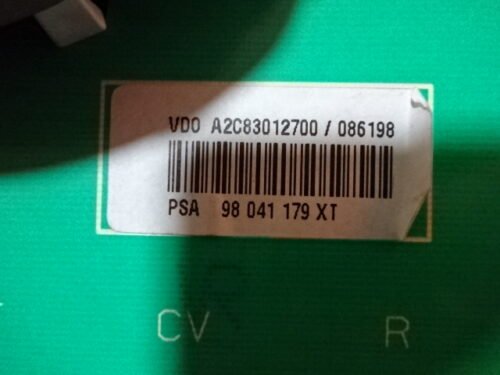 VDO A2C83012700 / 086198
PSA 98 041 179 XT
CV R